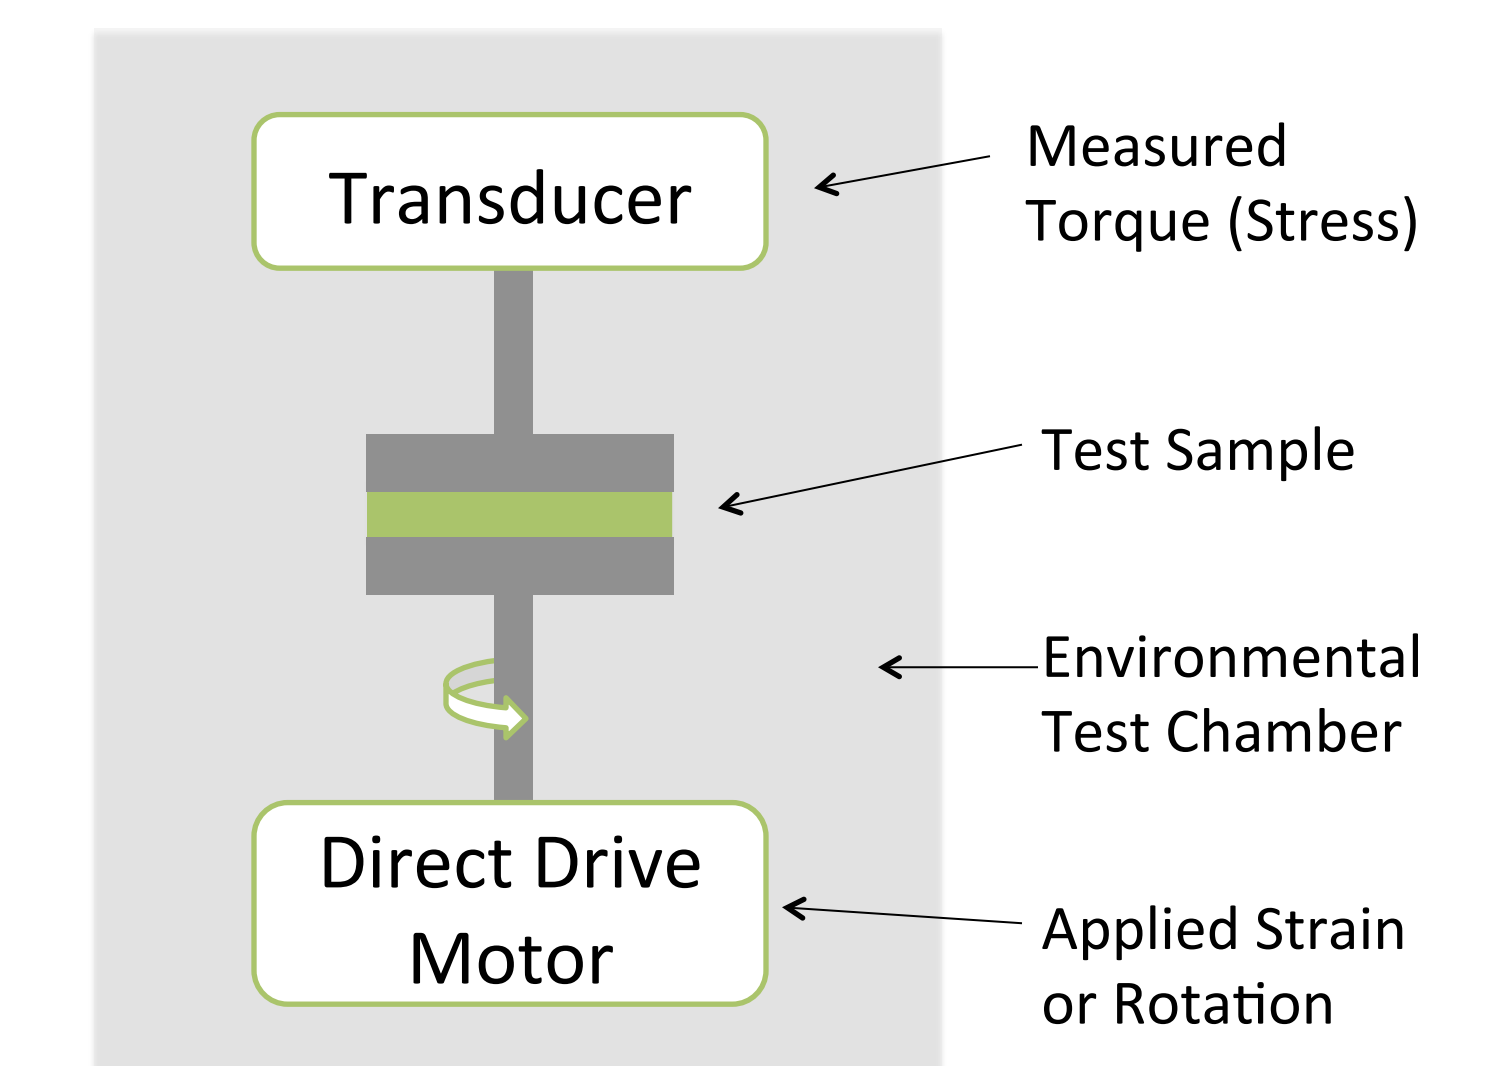 Transducer
Measured
Torque (Stress)
Test Sample
Environmental
Test Chamber
Direct Drive
Motor
Applied Strain
or Rotation